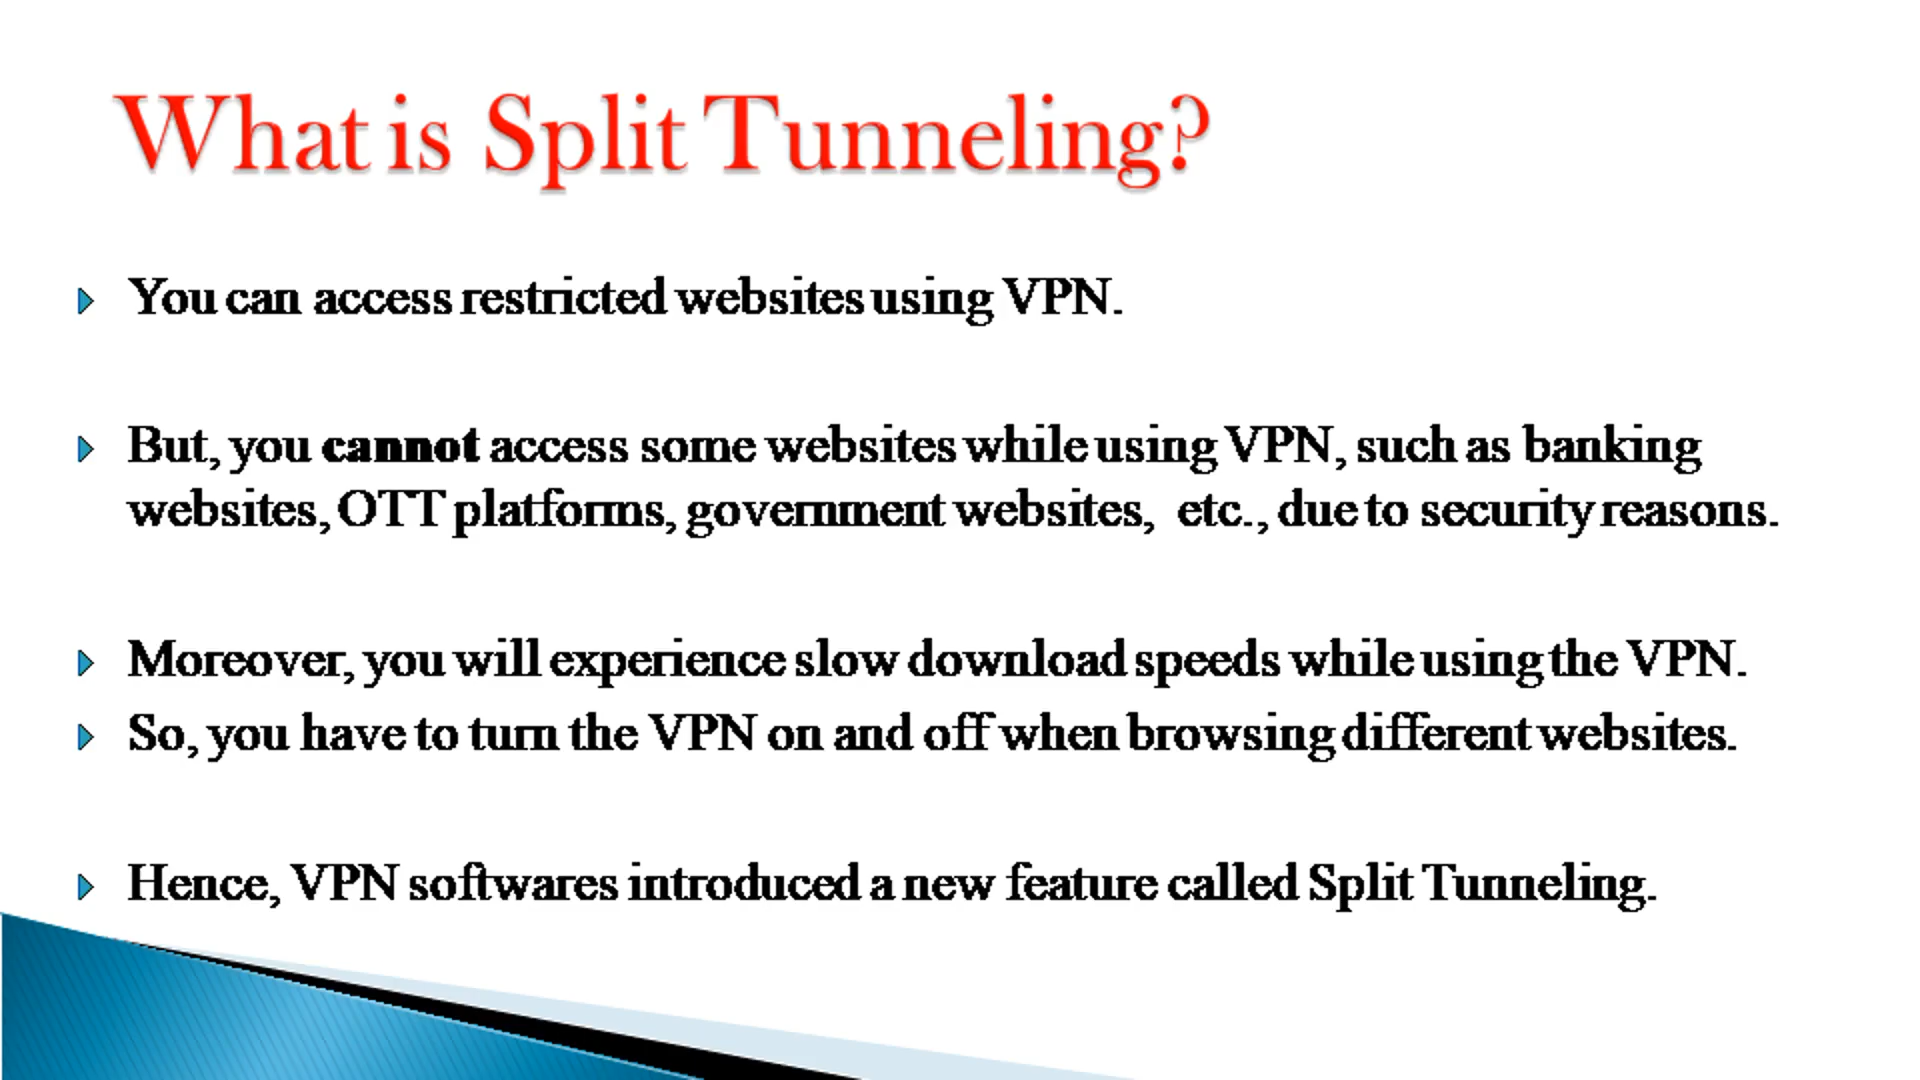 What is Split Tunneling?
You can access restricted websites using VPN.
But, you cannot access some websites while using VPN, such as banking
websites, OTT platforms, government websites, etc., due to security reasons.
Moreover, you will experience slow download speeds while using the VPN.
So, you have to turn the VPN on and off when browsing different websites.
Hence, VPN softwares introduced a new feature called Split Tunneling.